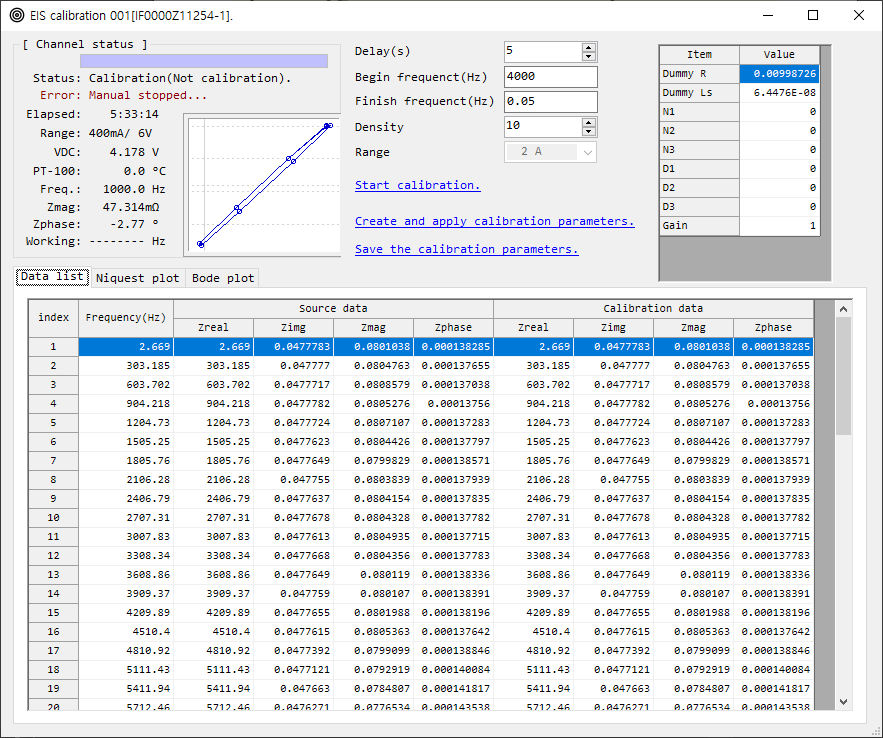 EIS calibration 001[IF0000Z11254-1].
[ Channel status ]
Status: Calibration(Not calibration).
Error: Manual stopped...
Elapsed: 5:33:14
Range: 400mA/ 6V
VDC: 4.178 V
PT-100: 0.0 °C
Freq.: 1000.0 Hz
Zmag: 47.314mΩ
Zphase: -2.77 °
Working: -------- Hz
Delay(s) 5
Begin frequenct(Hz) 4000
Finish frequenct(Hz) 0.05
Density 10
Range 2 A
Start calibration.
Create and apply calibration parameters.
Save the calibration parameters.
Item Value
Dummy R 0.00998726
Dummy Ls 6.4476E-08
N1 0
N2 0
N3 0
D1 0
D2 0
D3 0
Gain 1
Data list Niquest plot Bode plot
index Frequency(Hz) Source data Calibration data
Zreal Zimg Zmag Zphase Zreal Zimg Zmag Zphase
1 2.669 2.669 0.0477783 0.0801038 0.000138285 2.669 0.0477783 0.0801038 0.000138285
2 303.185 303.185 0.047777 0.0804763 0.000137655 303.185 0.047777 0.0804763 0.000137655
3 603.702 603.702 0.0477717 0.0808579 0.000137038 603.702 0.0477717 0.0808579 0.000137038
4 904.218 904.218 0.0477782 0.0805276 0.00013756 904.218 0.0477782 0.0805276 0.00013756
5 1204.73 1204.73 0.0477724 0.0807107 0.000137283 1204.73 0.0477724 0.0807107 0.000137283
6 1505.25 1505.25 0.0477623 0.0804426 0.000137797 1505.25 0.0477623 0.0804426 0.000137797
7 1805.76 1805.76 0.0477649 0.0799829 0.000138571 1805.76 0.0477649 0.0799829 0.000138571
8 2106.28 2106.28 0.047755 0.0803839 0.000137939 2106.28 0.047755 0.0803839 0.000137939
9 2406.79 2406.79 0.0477637 0.0804154 0.000137835 2406.79 0.0477637 0.0804154 0.000137835
10 2707.31 2707.31 0.0477678 0.0804328 0.000137782 2707.31 0.0477678 0.0804328 0.000137782
11 3007.83 3007.83 0.0477613 0.0804935 0.000137715 3007.83 0.0477613 0.0804935 0.000137715
12 3308.34 3308.34 0.0477668 0.0804356 0.000137783 3308.34 0.0477668 0.0804356 0.000137783
13 3608.86 3608.86 0.0477649 0.080119 0.000138336 3608.86 0.0477649 0.080119 0.000138336
14 3909.37 3909.37 0.047759 0.080107 0.000138391 3909.37 0.047759 0.080107 0.000138391
15 4209.89 4209.89 0.0477655 0.0801988 0.000138196 4209.89 0.0477655 0.0801988 0.000138196
16 4510.4 4510.4 0.0477615 0.0805363 0.000137642 4510.4 0.0477615 0.0805363 0.000137642
17 4810.92 4810.92 0.0477392 0.0799099 0.000138846 4810.92 0.0477392 0.0799099 0.000138846
18 5111.43 5111.43 0.0477121 0.0792919 0.000140084 5111.43 0.0477121 0.0792919 0.000140084
19 5411.94 5411.94 0.047663 0.0784807 0.000141817 5411.94 0.047663 0.0784807 0.000141817
20 5712.46 5712.46 0.0476271 0.0776534 0.000143538 5712.46 0.0476271 0.0776534 0.000143538